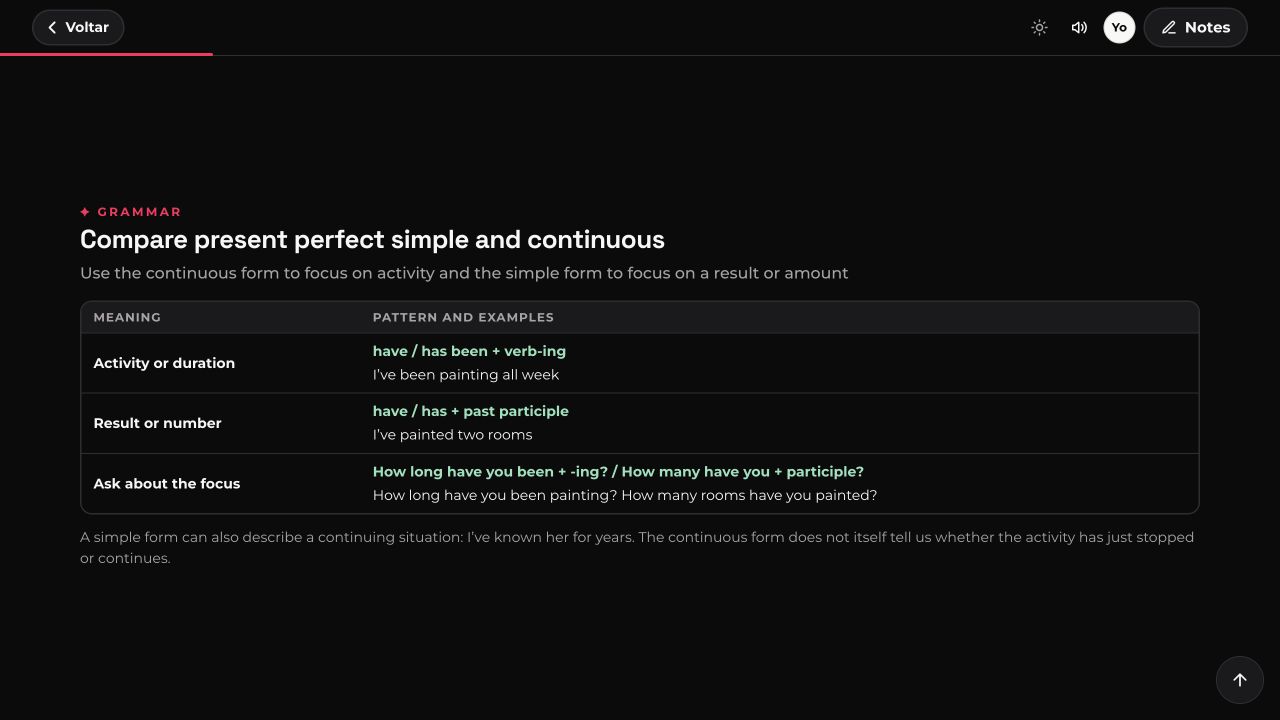 Voltar
Yo
Notes
GRAMMAR
Compare present perfect simple and continuous
Use the continuous form to focus on activity and the simple form to focus on a result or amount
MEANING
PATTERN AND EXAMPLES
Activity or duration
have / has been + verb-ing
I’ve been painting all week
Result or number
have / has + past participle
I’ve painted two rooms
Ask about the focus
How long have you been + -ing? / How many have you + participle?
How long have you been painting? How many rooms have you painted?
A simple form can also describe a continuing situation: I’ve known her for years. The continuous form does not itself tell us whether the activity has just stopped
or continues.